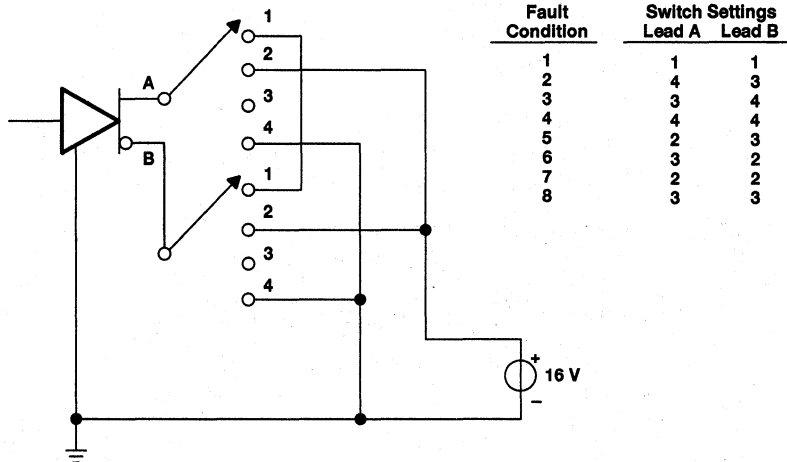 Fault Condition Switch Settings
Lead A Lead B
1 1 1
2 4 3
3 3 4
4 4 4
5 2 3
6 3 2
7 2 2
8 3 3
1
2
A
3
4
B
1
2
3
4
+
16 V
−